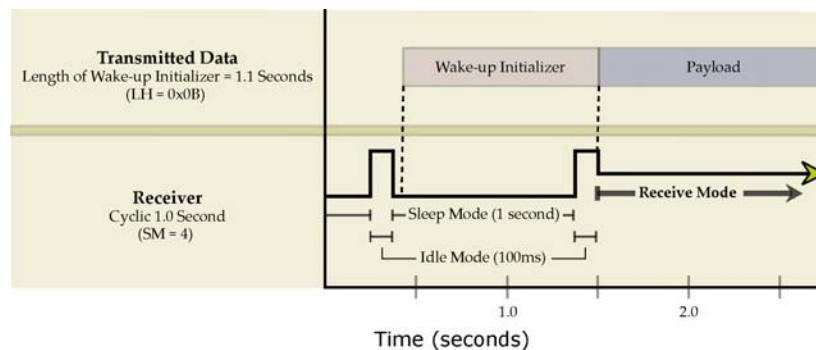 Transmitted Data
Length of Wake-up Initializer = 1.1 Seconds
(LH = 0x0B)
Wake-up Initializer
Payload
Receiver
Cyclic 1.0 Second
(SM = 4)
Receive Mode
Sleep Mode (1 second)
Idle Mode (100ms)
1.0
2.0
Time (seconds)